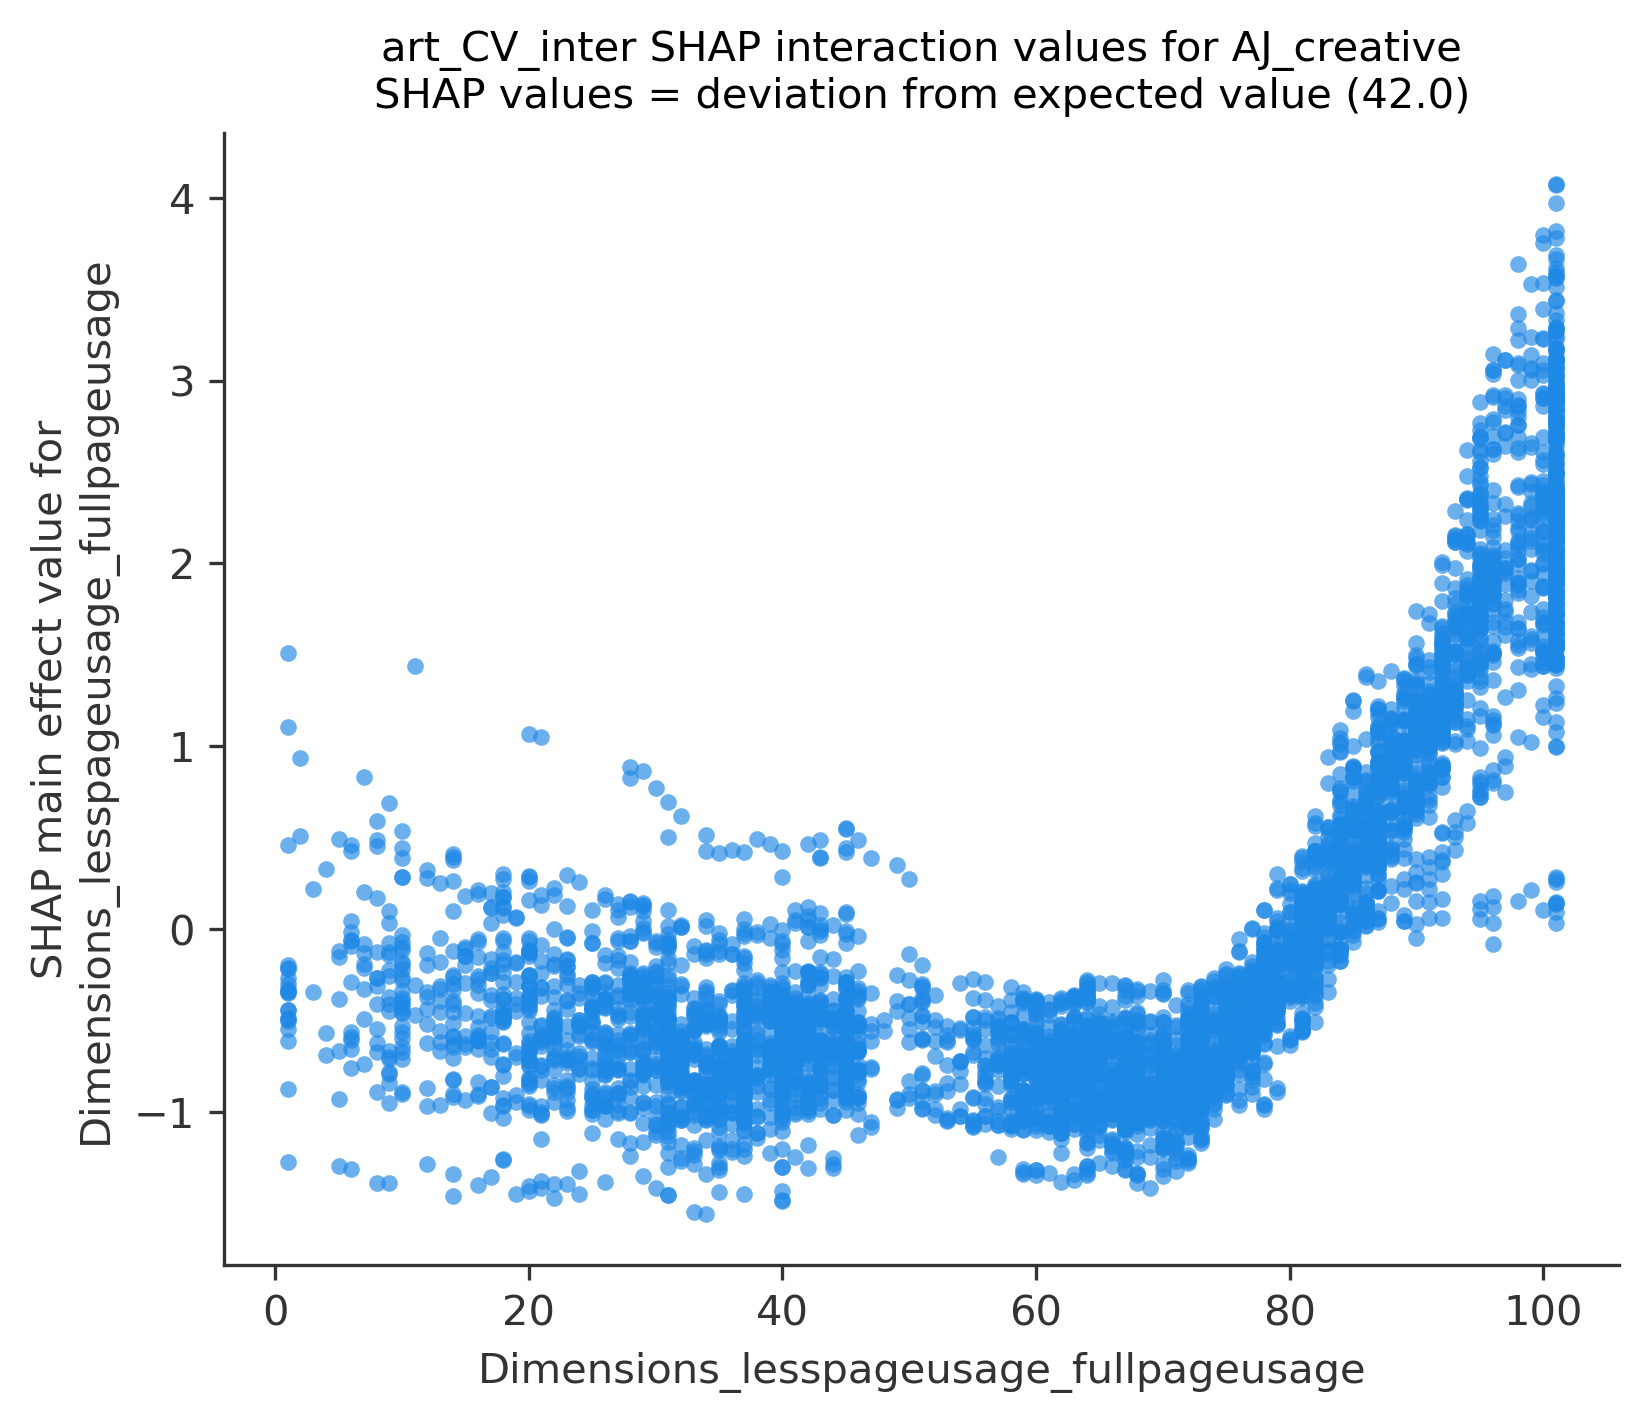 art_CV_inter SHAP interaction values for AJ_creative
SHAP values = deviation from expected value (42.0)
SHAP main effect value for
Dimensions_lesspageusage_fullpageusage
4
3
2
1
0
−1
0 20 40 60 80 100
Dimensions_lesspageusage_fullpageusage